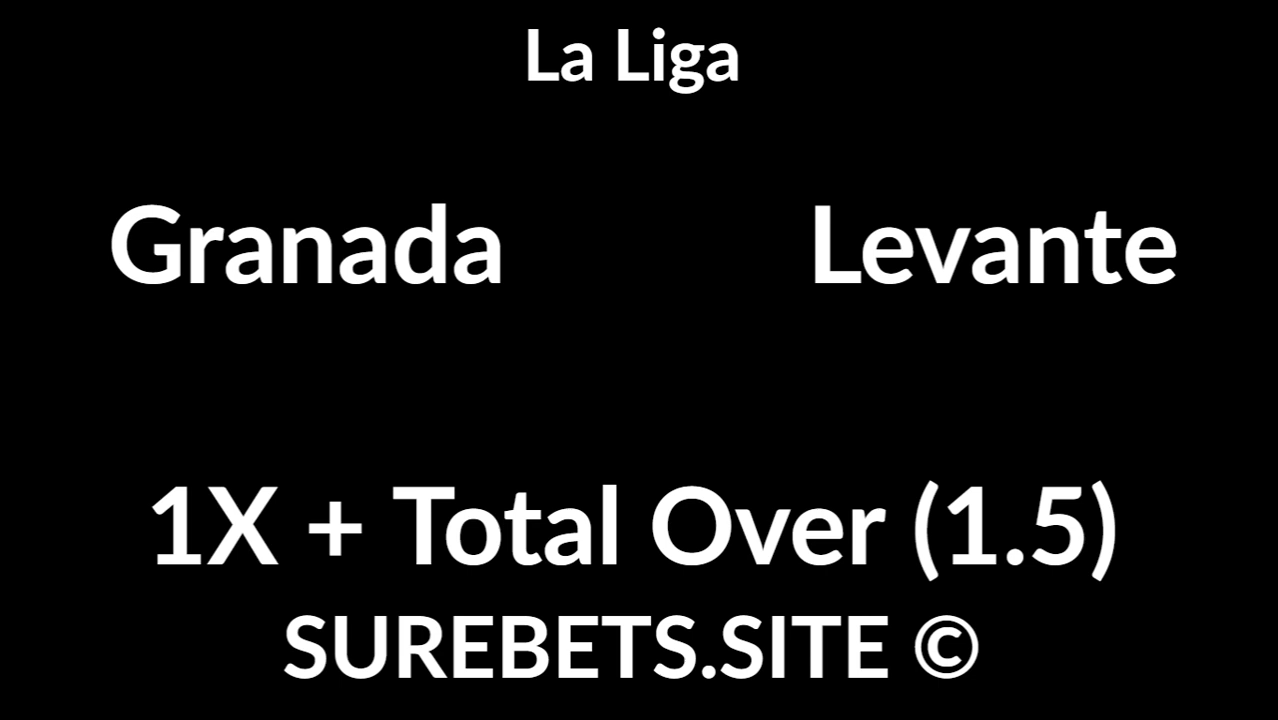 La Liga
Granada Levante
1X + Total Over (1.5)
SUREBETS.SITE ©